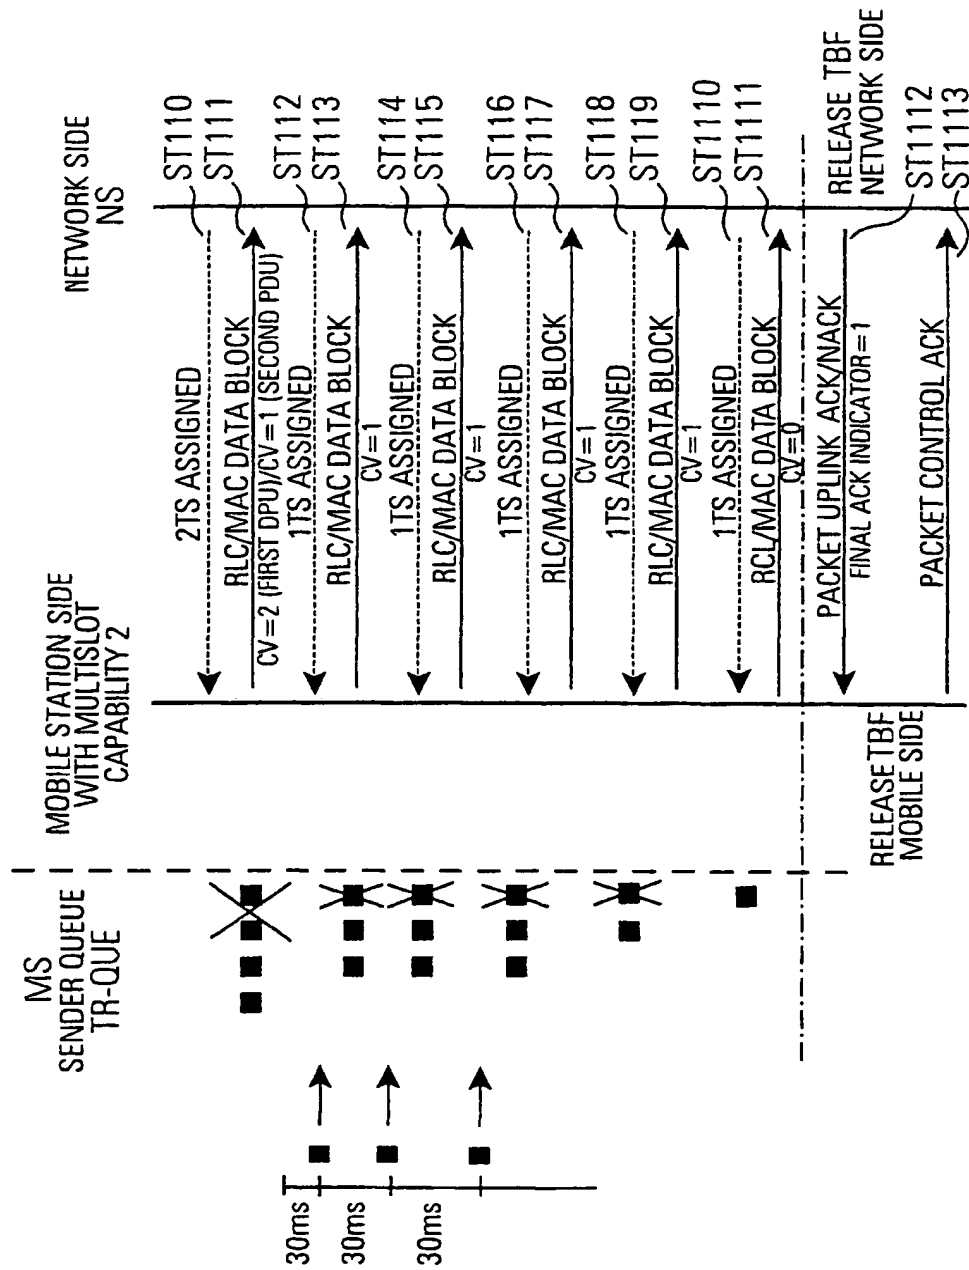 MS
SENDER QUEUE
TR-QUE
MOBILE STATION SIDE
WITH MULTISLOT
CAPABILITY 2
NETWORK SIDE
NS
30ms
30ms
30ms
2TS ASSIGNED
ST110
RLC/MAC DATA BLOCK
ST111
CV=2 (FIRST DPU)/CV=1 (SECOND PDU)
1TS ASSIGNED
ST112
RLC/MAC DATA BLOCK
ST113
CV=1
1TS ASSIGNED
ST114
RLC/MAC DATA BLOCK
ST115
CV=1
1TS ASSIGNED
ST116
RLC/MAC DATA BLOCK
ST117
CV=1
1TS ASSIGNED
ST118
RLC/MAC DATA BLOCK
ST119
CV=1
1TS ASSIGNED
ST1110
RCL/MAC DATA BLOCK
ST1111
CV=0
RELEASE TBF
NETWORK SIDE
PACKET UPLINK ACK/NACK
ST1112
FINAL ACK INDICATOR=1
RELEASE TBF
MOBILE SIDE
PACKET CONTROL ACK
ST1113